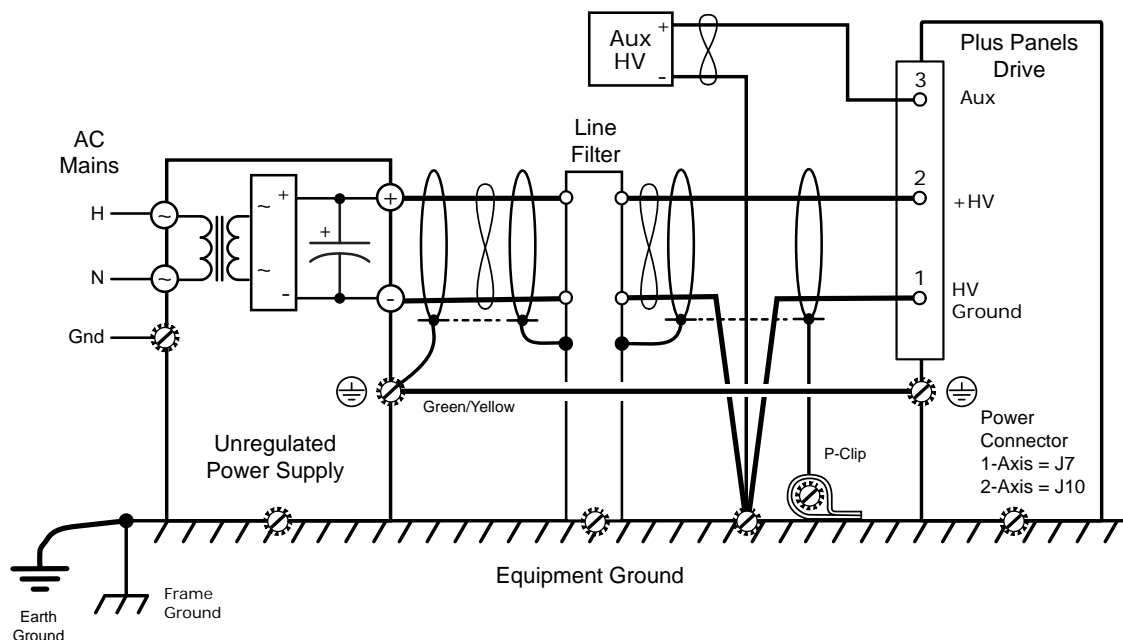 Aux
HV
+
-
Plus Panels
Drive
3
Aux
AC
Mains
Line
Filter
H
~
~
+
+
+
2
+HV
N
~
~
-
-
1
HV
Ground
Gnd
Green/Yellow
Unregulated
Power Supply
P-Clip
Power
Connector
1-Axis = J7
2-Axis = J10
Equipment Ground
Frame
Ground
Earth
Ground